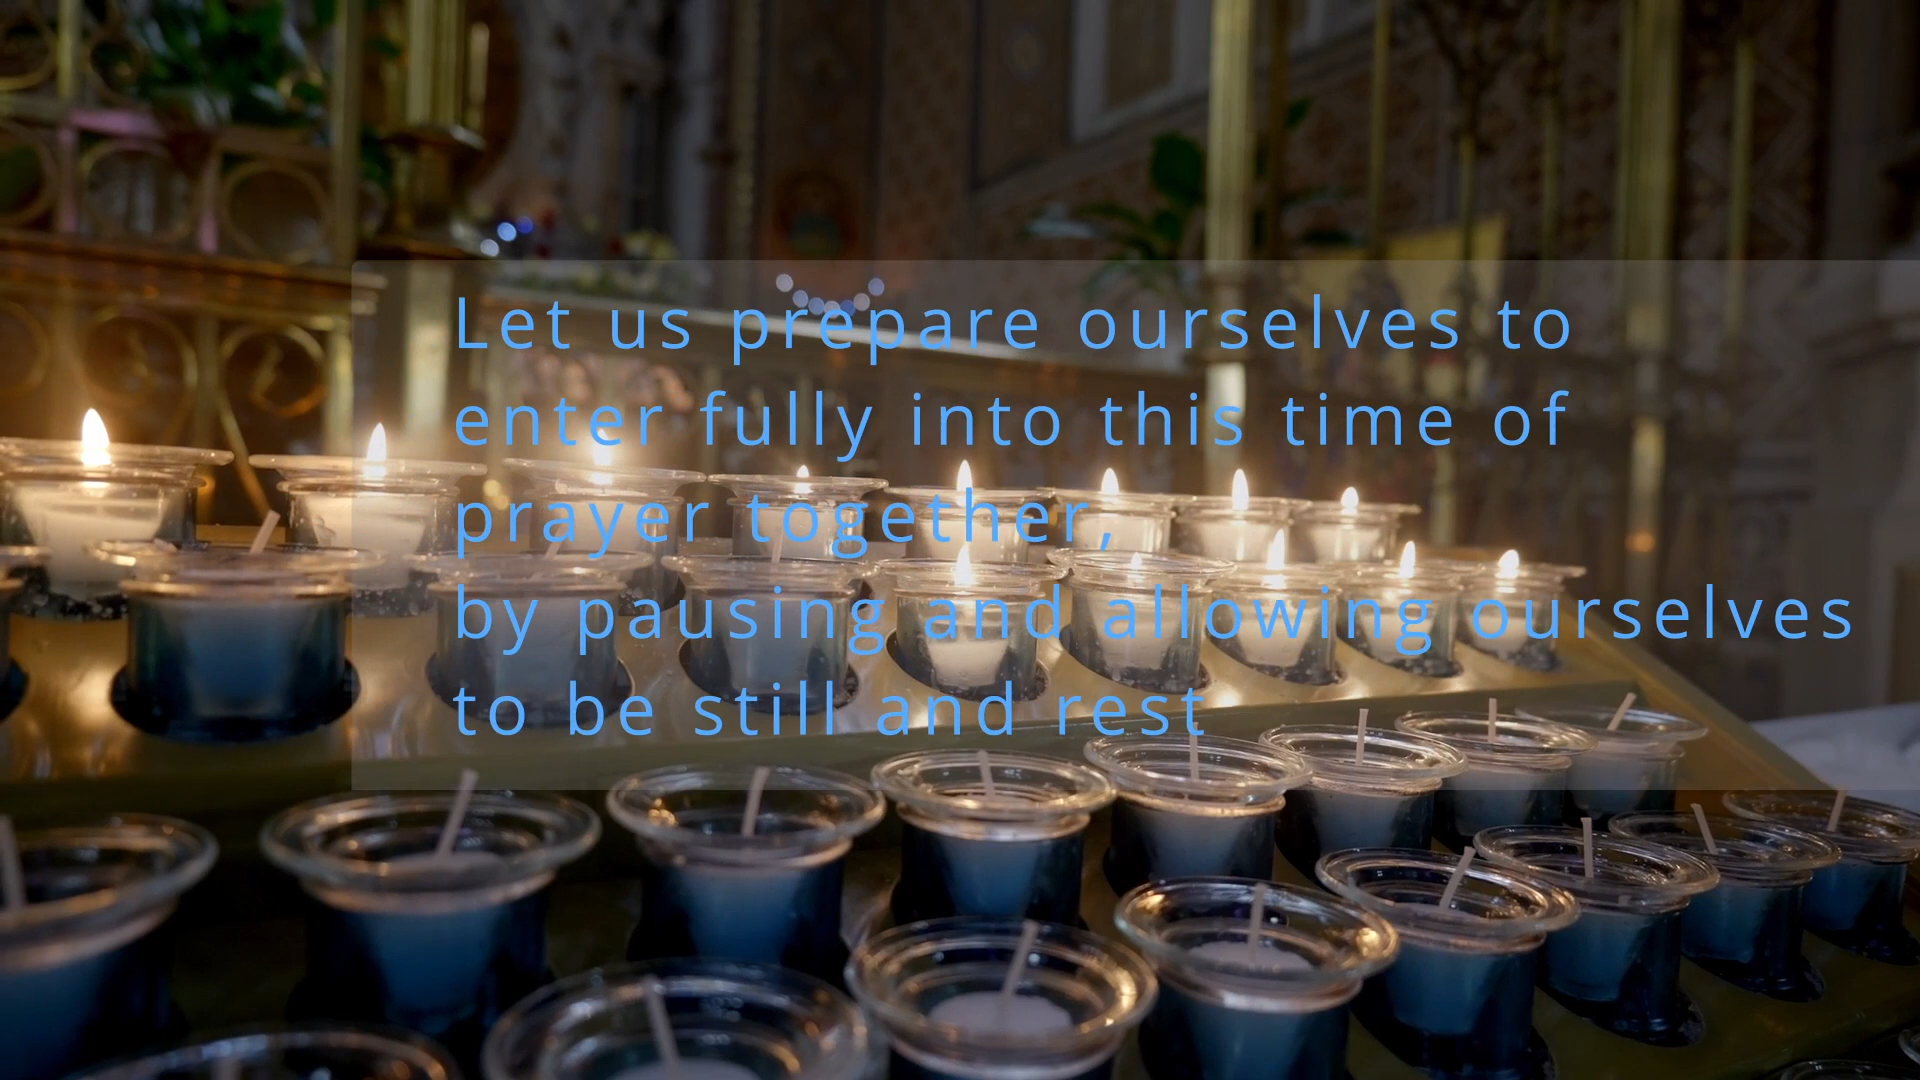 Let us prepare ourselves to
enter fully into this time of
prayer together,
by pausing and allowing ourselves
to be still and rest